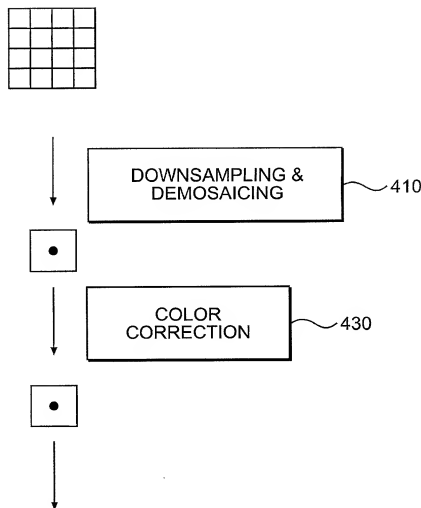 DOWNSAMPLING &
DEMOSAICING
410
COLOR
CORRECTION
430